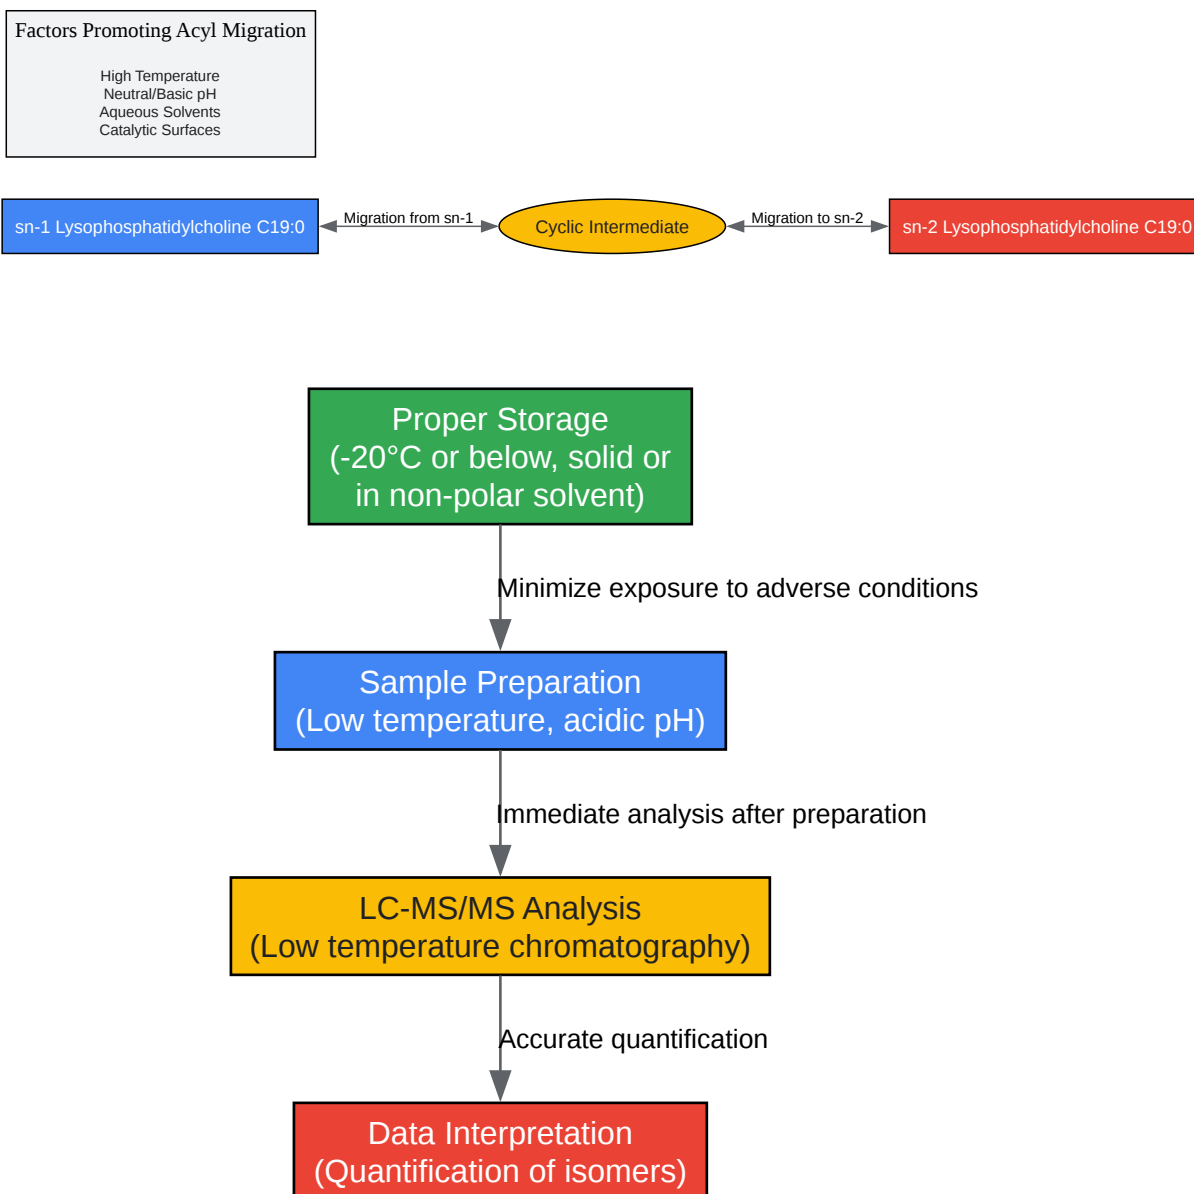 Factors Promoting Acyl Migration
High Temperature
Neutral/Basic pH
Aqueous Solvents
Catalytic Surfaces
sn-1 Lysophosphatidylcholine C19:0
Migration from sn-1
Cyclic Intermediate
Migration to sn-2
sn-2 Lysophosphatidylcholine C19:0
Proper Storage
(-20°C or below, solid or
in non-polar solvent)
Minimize exposure to adverse conditions
Sample Preparation
(Low temperature, acidic pH)
Immediate analysis after preparation
LC-MS/MS Analysis
(Low temperature chromatography)
Accurate quantification
Data Interpretation
(Quantification of isomers)